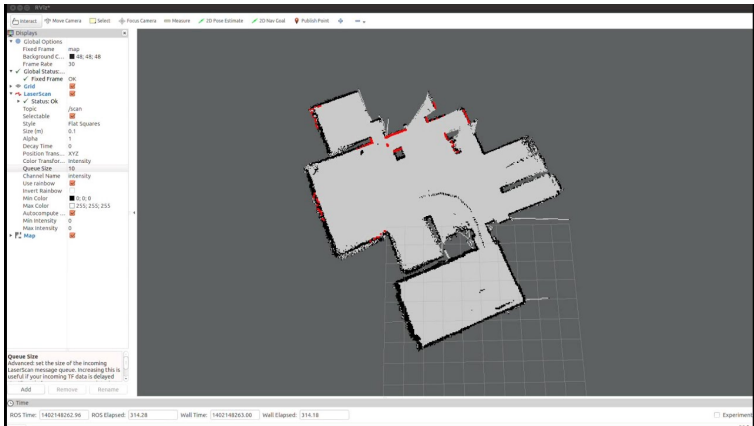 RViz*
Interact Move Camera Select Focus Camera Measure 2D Pose Estimate 2D Nav Goal Publish Point
Displays
Global Options
Fixed Frame map
Background C... 48; 48; 48
Frame Rate 30
Global Status:...
Fixed Frame OK
Grid
LaserScan
Status: Ok
Topic /scan
Selectable
Style Flat Squares
Size (m) 0.1
Alpha 1
Decay Time 0
Position Trans... XYZ
Color Transfor... Intensity
Queue Size 10
Channel Name intensity
Use rainbow
Invert Rainbow
Min Color 0; 0; 0
Max Color 255; 255; 255
Autocompute ...
Min Intensity 0
Max Intensity 0
Map
Queue Size
Advanced: set the size of the incoming
LaserScan message queue. Increasing this is
useful if your incoming TF data is delayed
Add Remove Rename
Time
ROS Time: 1402148262.96 ROS Elapsed: 314.28 Wall Time: 1402148263.00 Wall Elapsed: 314.18 Experiment